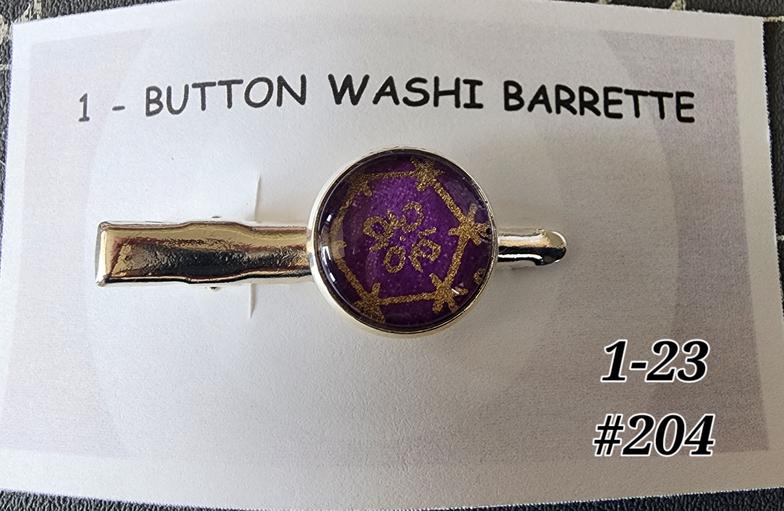 1 - BUTTON WASHI BARRETTE
1-23
#204